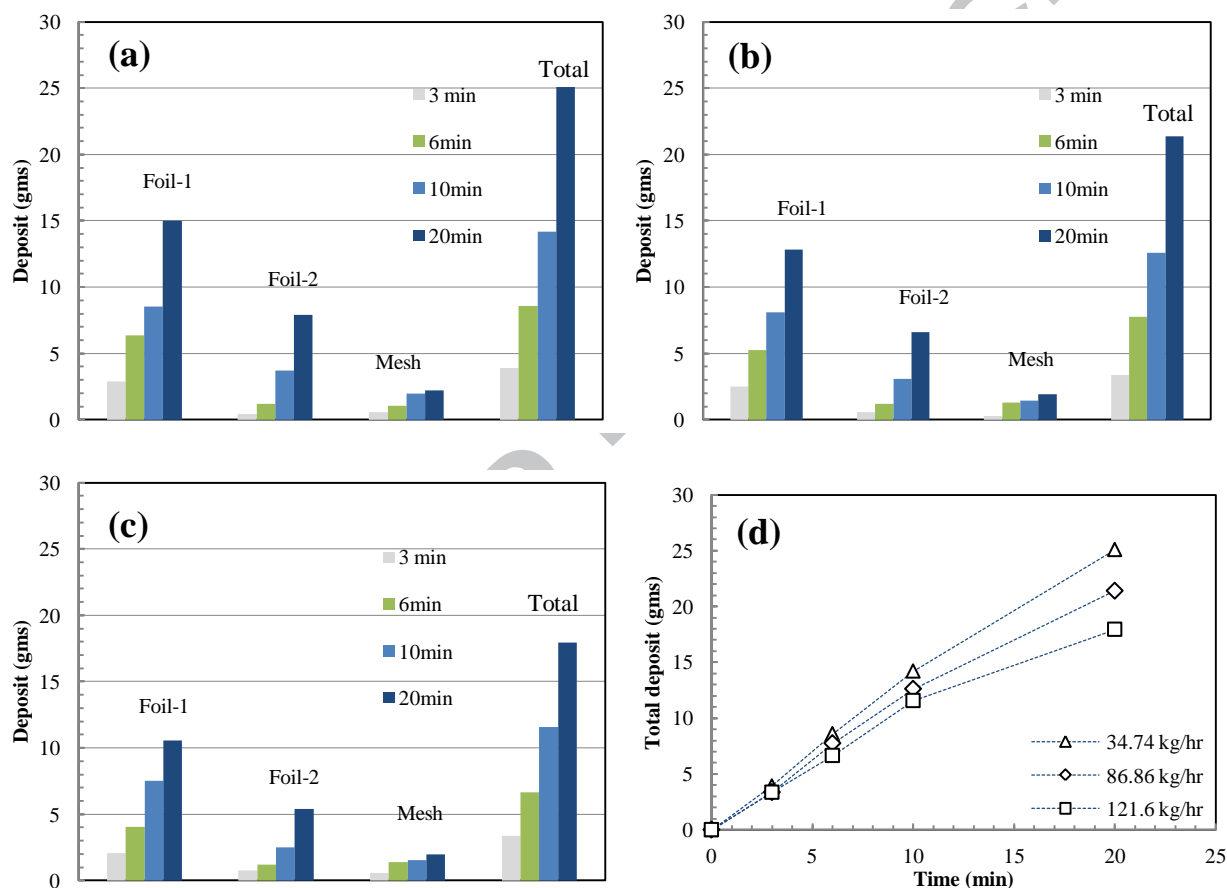 (a)
30
25
20
15
10
5
0
Deposit (gms)
Foil-1
Foil-2
Mesh
Total
3 min
6min
10min
20min
(b)
30
25
20
15
10
5
0
Deposit (gms)
Foil-1
Foil-2
Mesh
Total
3 min
6min
10min
20min
(c)
30
25
20
15
10
5
0
Deposit (gms)
Foil-1
Foil-2
Mesh
Total
3 min
6min
10min
20min
(d)
30
25
20
15
10
5
0
Total deposit (gms)
34.74 kg/hr
86.86 kg/hr
121.6 kg/hr
0 5 10 15 20 25
Time (min)